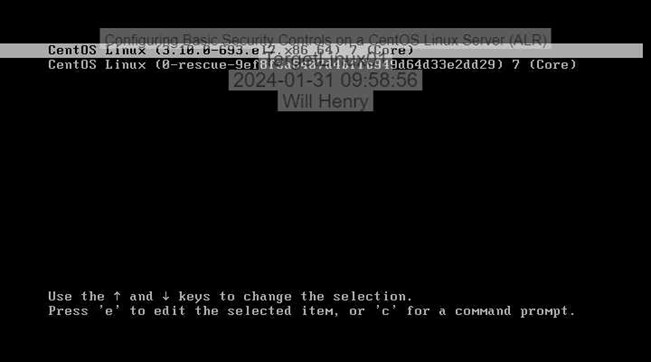 Configuring Basic Security Controls on a CentOS Linux Server (ALR)
CentOS Linux (3.10.0-693.el7.x86_64) 7 (Core)
CentOS Linux (0-rescue-9ef8 949d64d33e2dd29) 7 (Core)
2024-01-31 09:58:56
Will Henry
Use the ↑ and ↓ keys to change the selection.
Press 'e' to edit the selected item, or 'c' for a command prompt.